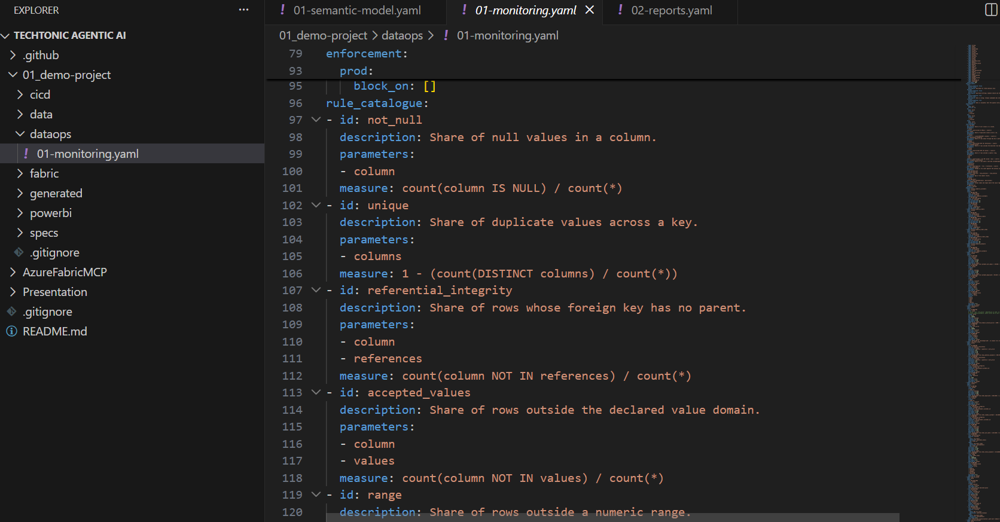 EXPLORER
TECHTONIC AGENTIC AI
.github
01_demo-project
cicd
data
dataops
! 01-monitoring.yaml
fabric
generated
powerbi
specs
.gitignore
AzureFabricMCP
Presentation
.gitignore
README.md
! 01-semantic-model.yaml
! 01-monitoring.yaml
! 02-reports.yaml
01_demo-project > dataops > ! 01-monitoring.yaml
79 enforcement:
93 prod:
95 block_on: []
96 rule_catalogue:
97 - id: not_null
98 description: Share of null values in a column.
99 parameters:
100 - column
101 measure: count(column IS NULL) / count(*)
102 - id: unique
103 description: Share of duplicate values across a key.
104 parameters:
105 - columns
106 measure: 1 - (count(DISTINCT columns) / count(*))
107 - id: referential_integrity
108 description: Share of rows whose foreign key has no parent.
109 parameters:
110 - column
111 - references
112 measure: count(column NOT IN references) / count(*)
113 - id: accepted_values
114 description: Share of rows outside the declared value domain.
115 parameters:
116 - column
117 - values
118 measure: count(column NOT IN values) / count(*)
119 - id: range
120 description: Share of rows outside a numeric range.